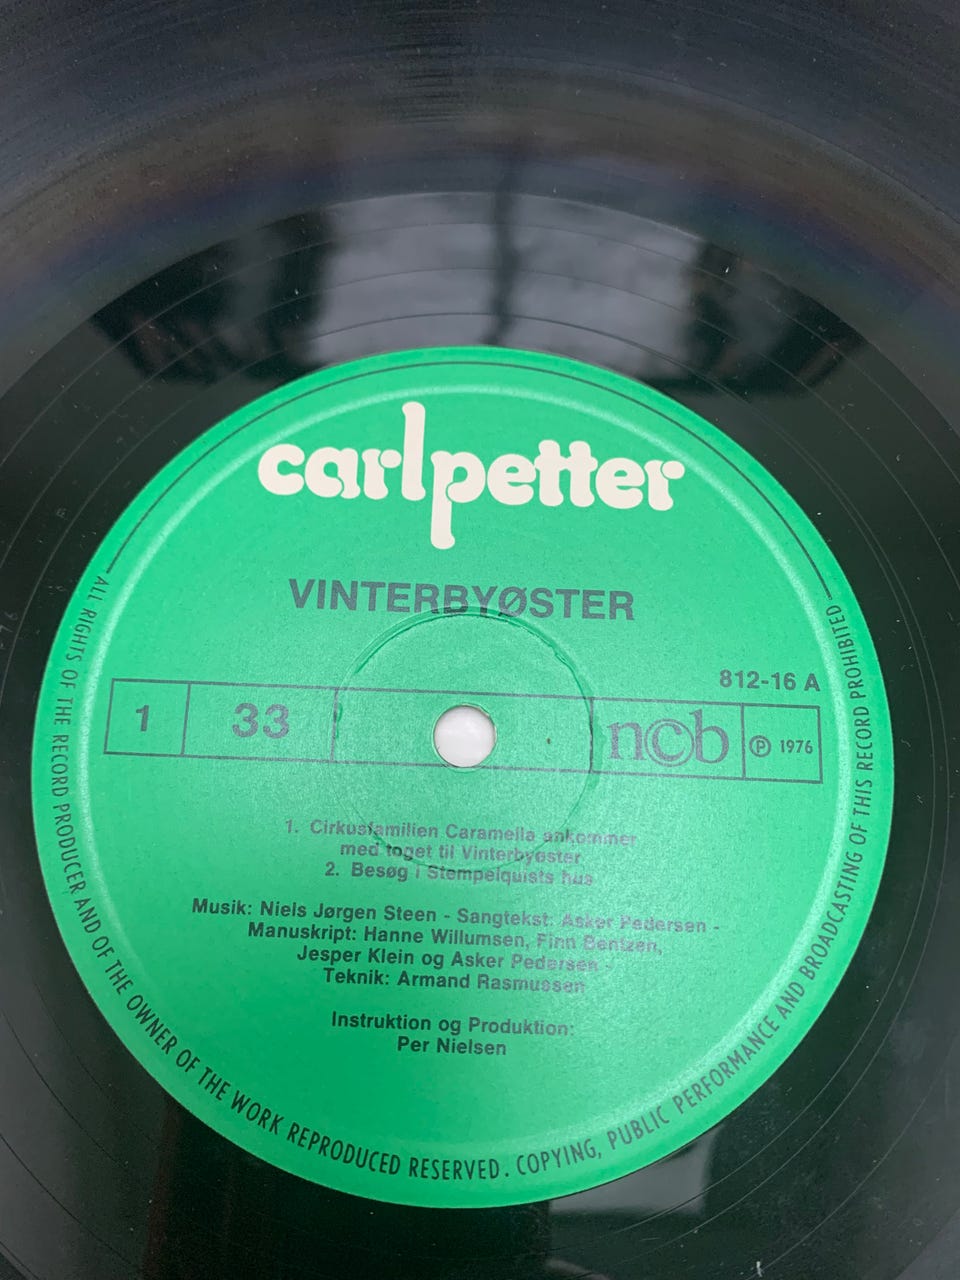 carlpetter
VINTERBYØSTER
812-16 A
1 33 ncb Ⓟ 1976
1. Cirkusfamilien Caramella ankommer
med toget til Vinterbyøster
2. Besøg i Stempelquists hus
Musik: Niels Jørgen Steen - Sangtekst: Asker Pedersen -
Manuskript: Hanne Willumsen, Finn Bentzen,
Jesper Klein og Asker Pedersen -
Teknik: Armand Rasmussen
Instruktion og Produktion:
Per Nielsen
ALL RIGHTS OF THE RECORD PRODUCER AND OF THE OWNER OF THE WORK REPRODUCED RESERVED. COPYING, PUBLIC PERFORMANCE AND BROADCASTING OF THIS RECORD PROHIBITED